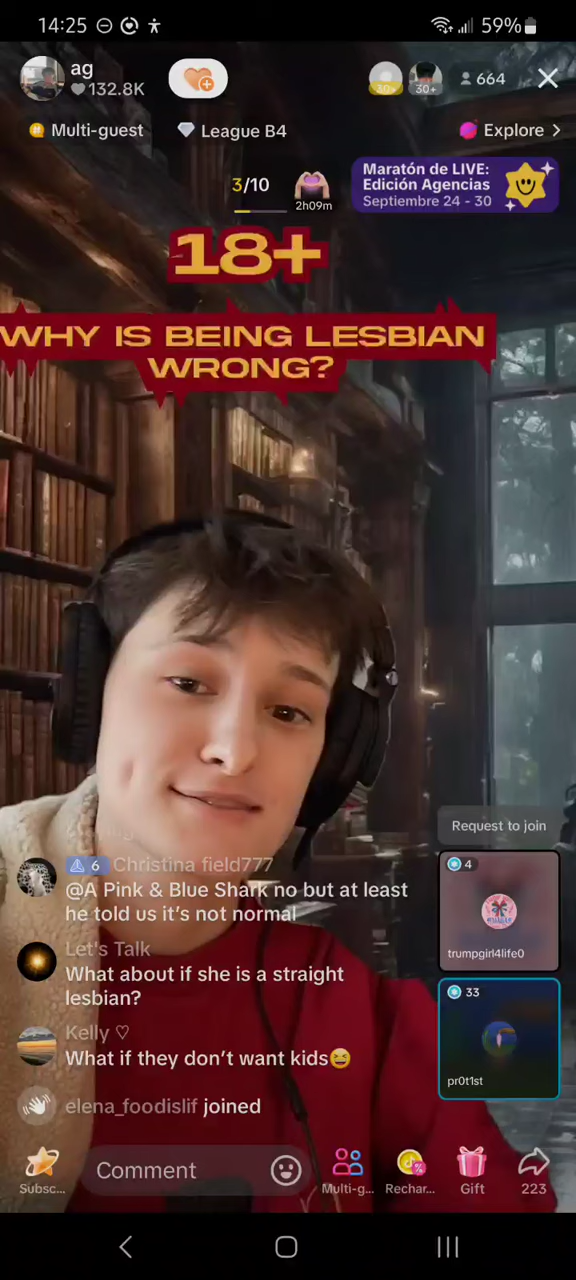 14:25
59%
ag
132.8K
30+
30+
664
Multi-guest
League B4
Explore >
3/10
2h09m
Maratón de LIVE:
Edición Agencias
Septiembre 24 - 30
18+
WHY IS BEING LESBIAN
WRONG?
Request to join
6 Christina field777
@A Pink & Blue Shark no but at least
he told us it's not normal
Let's Talk
What about if she is a straight
lesbian?
Kelly ♡
What if they don't want kids😆
elena_foodislif joined
4
trumpgirl4life0
33
pr0t1st
Comment
Subsc...
Multi-g...
Rechar...
Gift
223